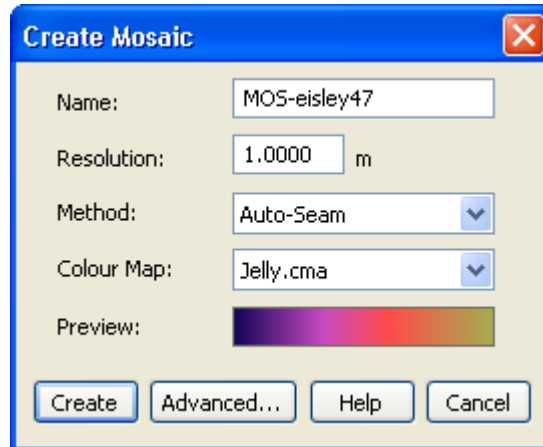 Create Mosaic
Name: MOS-eisley47
Resolution: 1.0000 m
Method: Auto-Seam
Colour Map: Jelly.cma
Preview:
Create Advanced... Help Cancel